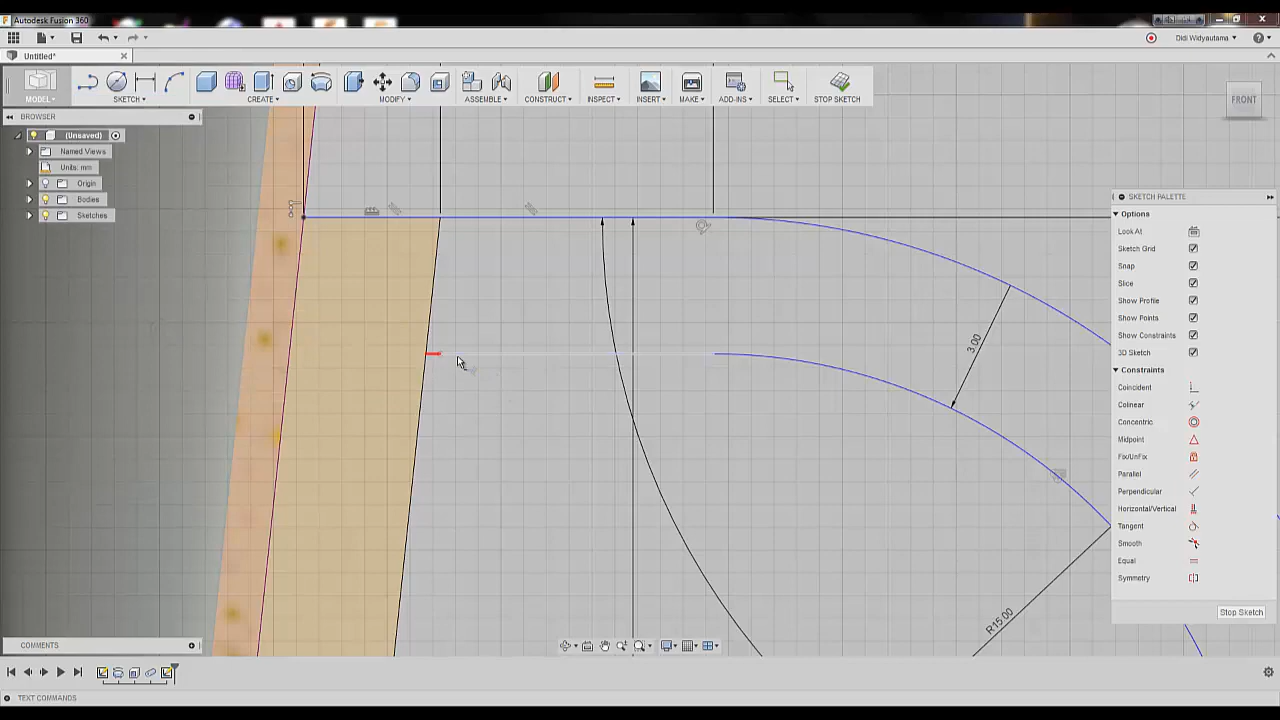 Autodesk Fusion 360
Didi Widyautama
Untitled*
MODEL
SKETCH
CREATE
MODIFY
ASSEMBLE
CONSTRUCT
INSPECT
INSERT
MAKE
ADD-INS
SELECT
STOP SKETCH
BROWSER
FRONT
(Unsaved)
Named Views
Units: mm
Origin
Bodies
Sketches
SKETCH PALETTE
Options
Look At
Sketch Grid
Snap
Slice
Show Profile
Show Points
Show Constraints
3D Sketch
Constraints
Coincident
Colinear
Concentric
Midpoint
Fix/UnFix
Parallel
Perpendicular
Horizontal/Vertical
Tangent
Smooth
Equal
Symmetry
Stop Sketch
3.00
R15.00
COMMENTS
TEXT COMMANDS